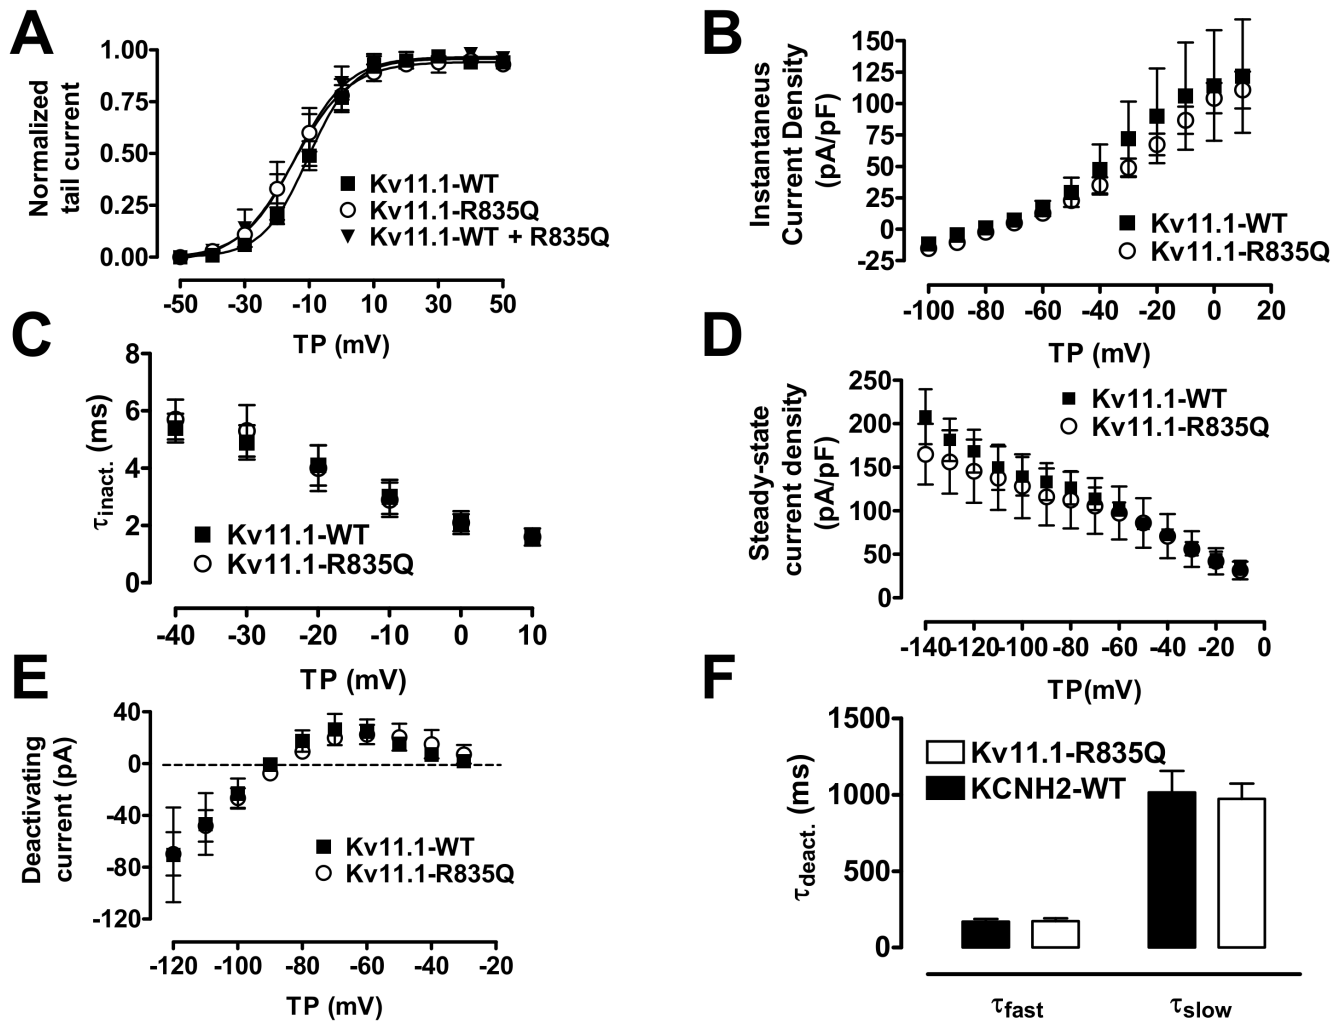 A
Normalized
tail current
1.00
0.75
0.50
0.25
0.00
Kv11.1-WT
Kv11.1-R835Q
Kv11.1-WT + R835Q
-50 -30 -10 10 30 50
TP (mV)
B
Instantaneus
Current Density
(pA/pF)
150
125
100
75
50
25
0
-25
Kv11.1-WT
Kv11.1-R835Q
-100 -80 -60 -40 -20 0 20
TP (mV)
C
τinact. (ms)
8
6
4
2
0
Kv11.1-WT
Kv11.1-R835Q
-40 -30 -20 -10 0 10
TP (mV)
D
Steady-state
current density
(pA/pF)
250
200
150
100
50
0
Kv11.1-WT
Kv11.1-R835Q
-140 -120 -100 -80 -60 -40 -20 0
TP(mV)
E
Deactivating
current (pA)
40
0
-40
-80
-120
Kv11.1-WT
Kv11.1-R835Q
-120 -100 -80 -60 -40 -20
TP (mV)
F
τdeact. (ms)
1500
1000
500
0
Kv11.1-R835Q
KCNH2-WT
τfast τslow